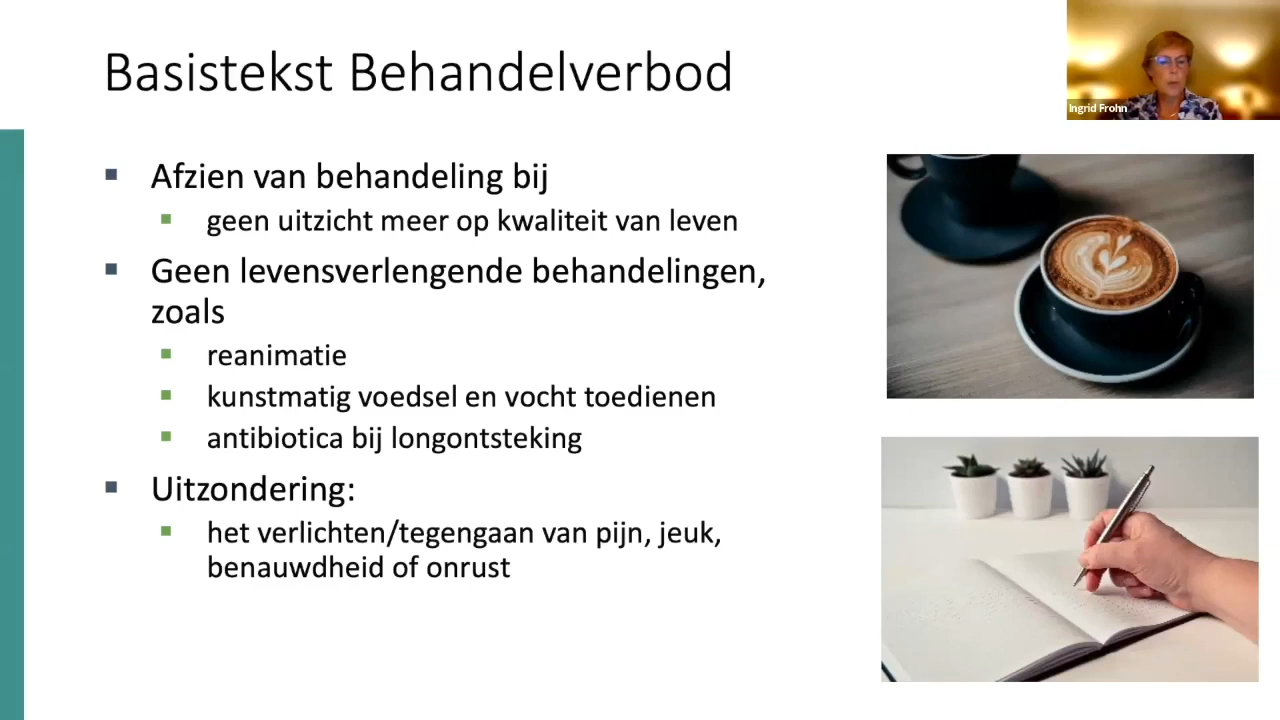 Basistekst Behandelverbod
Ingrid Frohn
Afzien van behandeling bij
geen uitzicht meer op kwaliteit van leven
Geen levensverlengende behandelingen,
zoals
reanimatie
kunstmatig voedsel en vocht toedienen
antibiotica bij longontsteking
Uitzondering:
het verlichten/tegengaan van pijn, jeuk,
benauwdheid of onrust